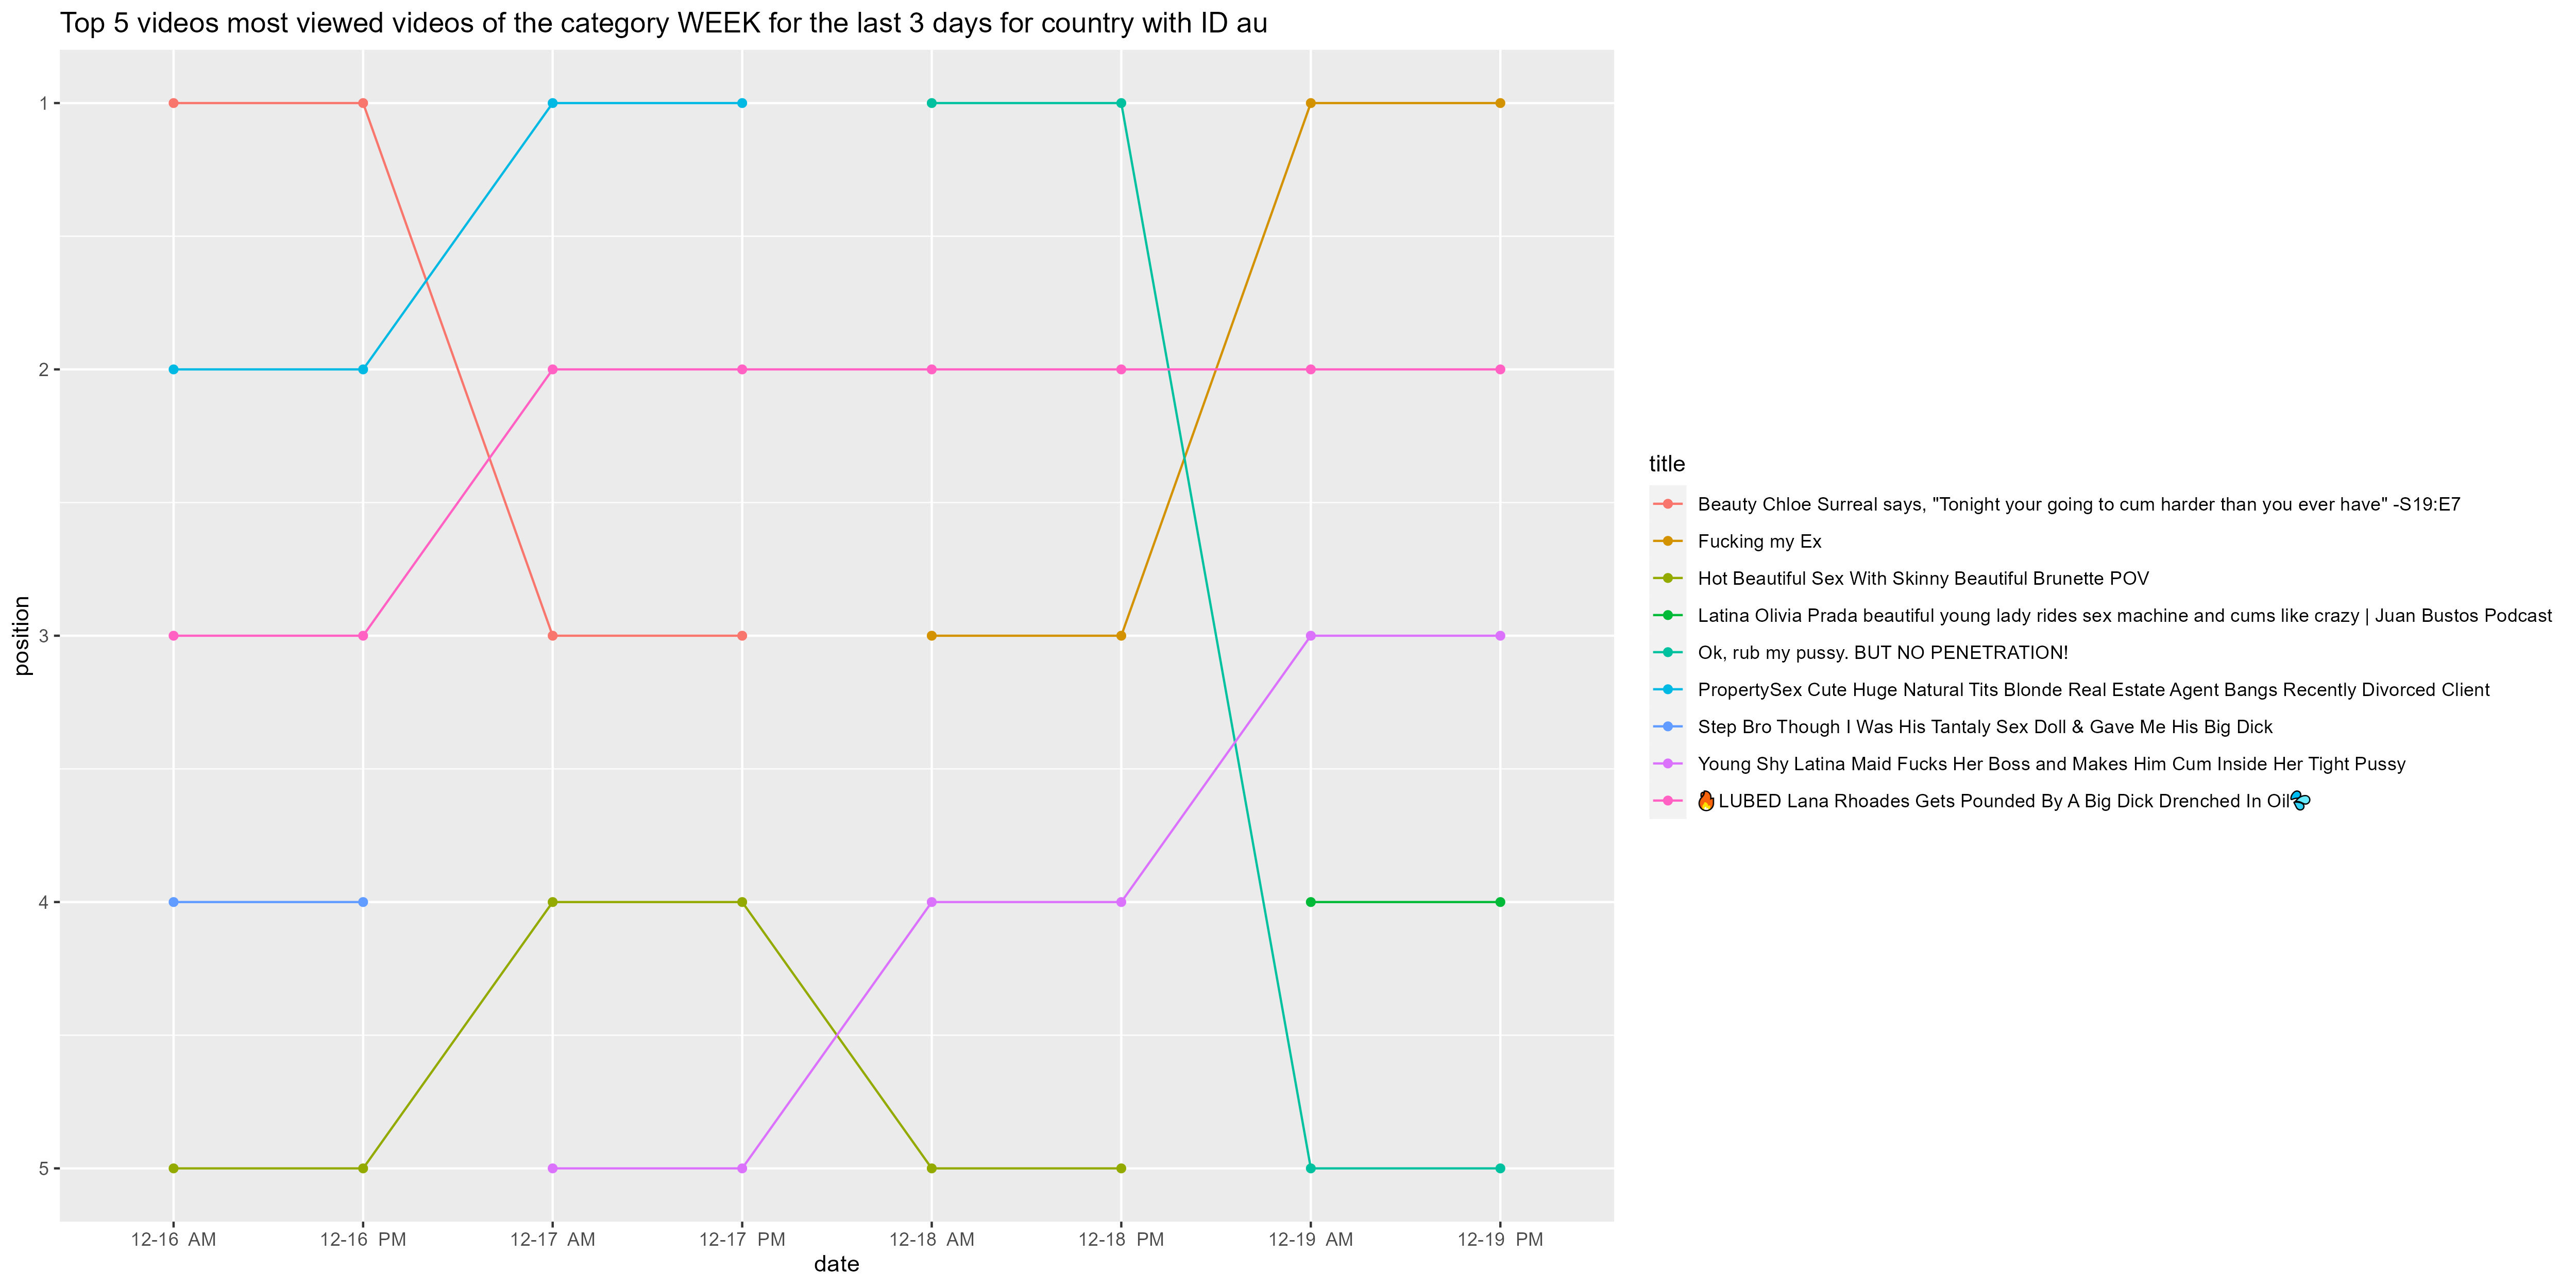 Top 5 videos most viewed videos of the category WEEK for the last 3 days for country with ID au
position
1
2
3
4
5
12-16 AM
12-16 PM
12-17 AM
12-17 PM
12-18 AM
12-18 PM
12-19 AM
12-19 PM
date
title
Beauty Chloe Surreal says, "Tonight your going to cum harder than you ever have" -S19:E7
Fucking my Ex
Hot Beautiful Sex With Skinny Beautiful Brunette POV
Latina Olivia Prada beautiful young lady rides sex machine and cums like crazy | Juan Bustos Podcast
Ok, rub my pussy. BUT NO PENETRATION!
PropertySex Cute Huge Natural Tits Blonde Real Estate Agent Bangs Recently Divorced Client
Step Bro Though I Was His Tantaly Sex Doll & Gave Me His Big Dick
Young Shy Latina Maid Fucks Her Boss and Makes Him Cum Inside Her Tight Pussy
🔥LUBED Lana Rhoades Gets Pounded By A Big Dick Drenched In Oil💦